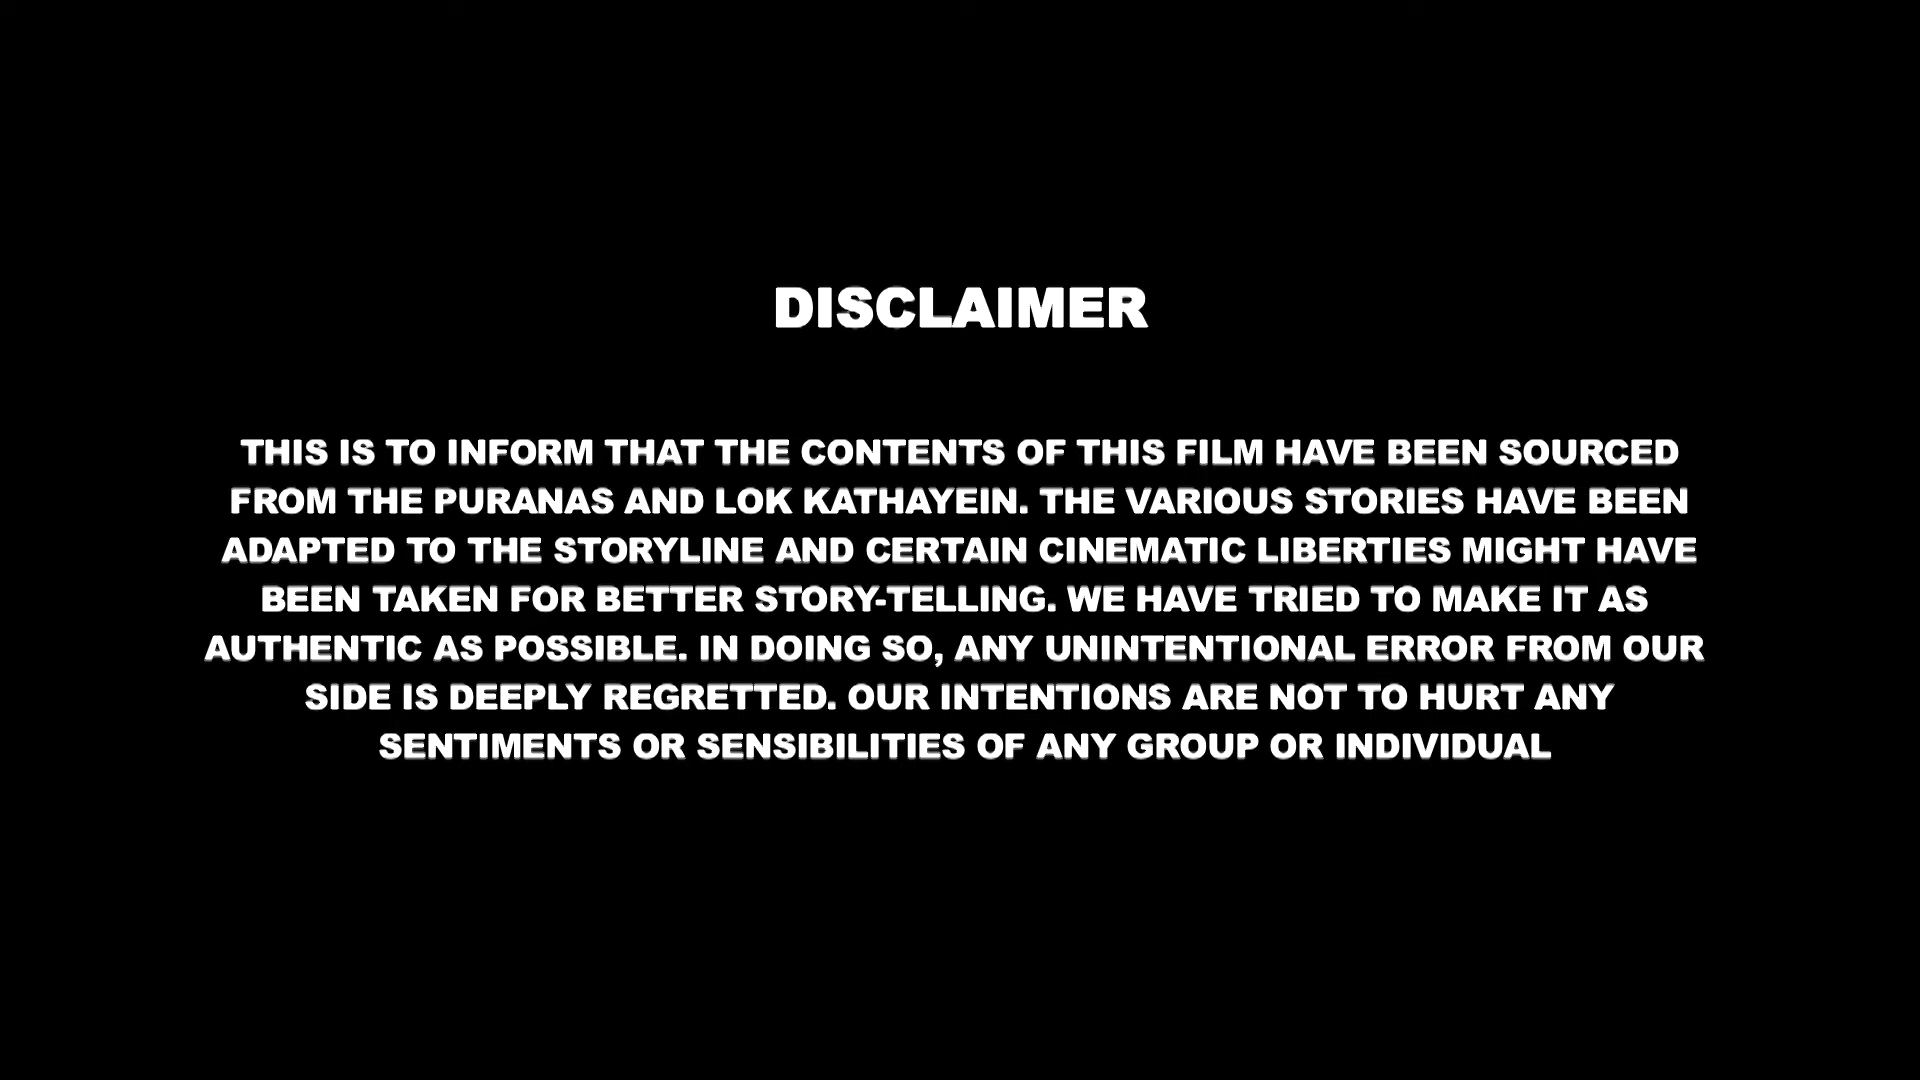 DISCLAIMER
THIS IS TO INFORM THAT THE CONTENTS OF THIS FILM HAVE BEEN SOURCED
FROM THE PURANAS AND LOK KATHAYEIN. THE VARIOUS STORIES HAVE BEEN
ADAPTED TO THE STORYLINE AND CERTAIN CINEMATIC LIBERTIES MIGHT HAVE
BEEN TAKEN FOR BETTER STORY-TELLING. WE HAVE TRIED TO MAKE IT AS
AUTHENTIC AS POSSIBLE. IN DOING SO, ANY UNINTENTIONAL ERROR FROM OUR
SIDE IS DEEPLY REGRETTED. OUR INTENTIONS ARE NOT TO HURT ANY
SENTIMENTS OR SENSIBILITIES OF ANY GROUP OR INDIVIDUAL